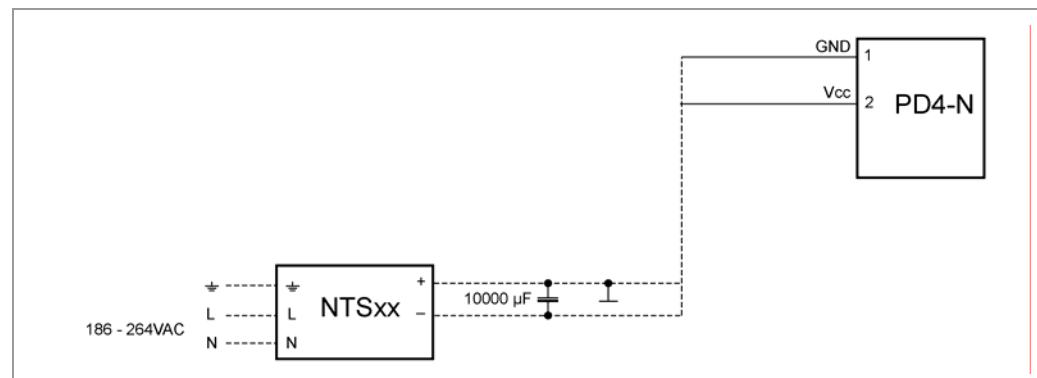 GND
1
Vcc
2
PD4-N
+
10000 µF
–
NTSxx
L
L
186 - 264VAC
N
N